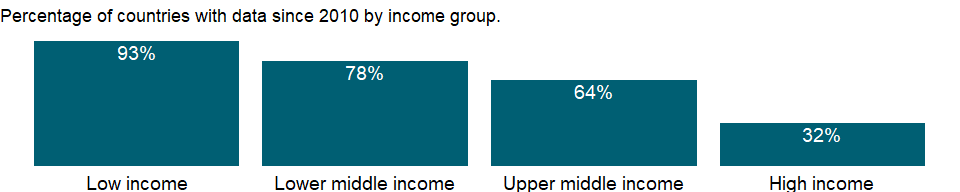 Percentage of countries with data since 2010 by income group.
93%
78%
64%
32%
Low income
Lower middle income
Upper middle income
High income